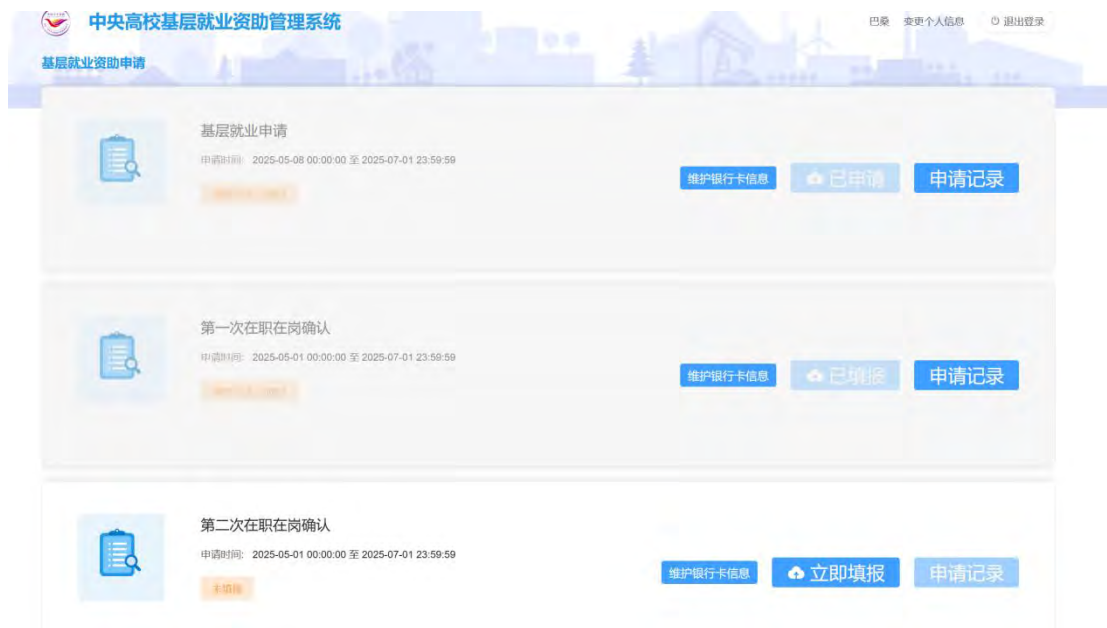 中央高校基层就业资助管理系统
巴桑 变更个人信息 退出登录
基层就业资助申请
基层就业申请
申请时间: 2025-05-08 00:00:00 至 2025-07-01 23:59:59
维护银行卡信息 已申请 申请记录
第一次在职在岗确认
申请时间: 2025-05-01 00:00:00 至 2025-07-01 23:59:59
维护银行卡信息 已填报 申请记录
第二次在职在岗确认
申请时间: 2025-05-01 00:00:00 至 2025-07-01 23:59:59
未填报
维护银行卡信息 立即填报 申请记录